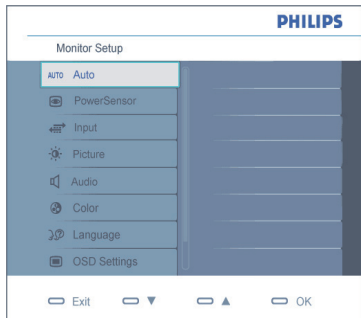 PHILIPS
Monitor Setup
AUTO Auto
PowerSensor
Input
Picture
Audio
Color
Language
OSD Settings
Exit ▼ ▲ OK